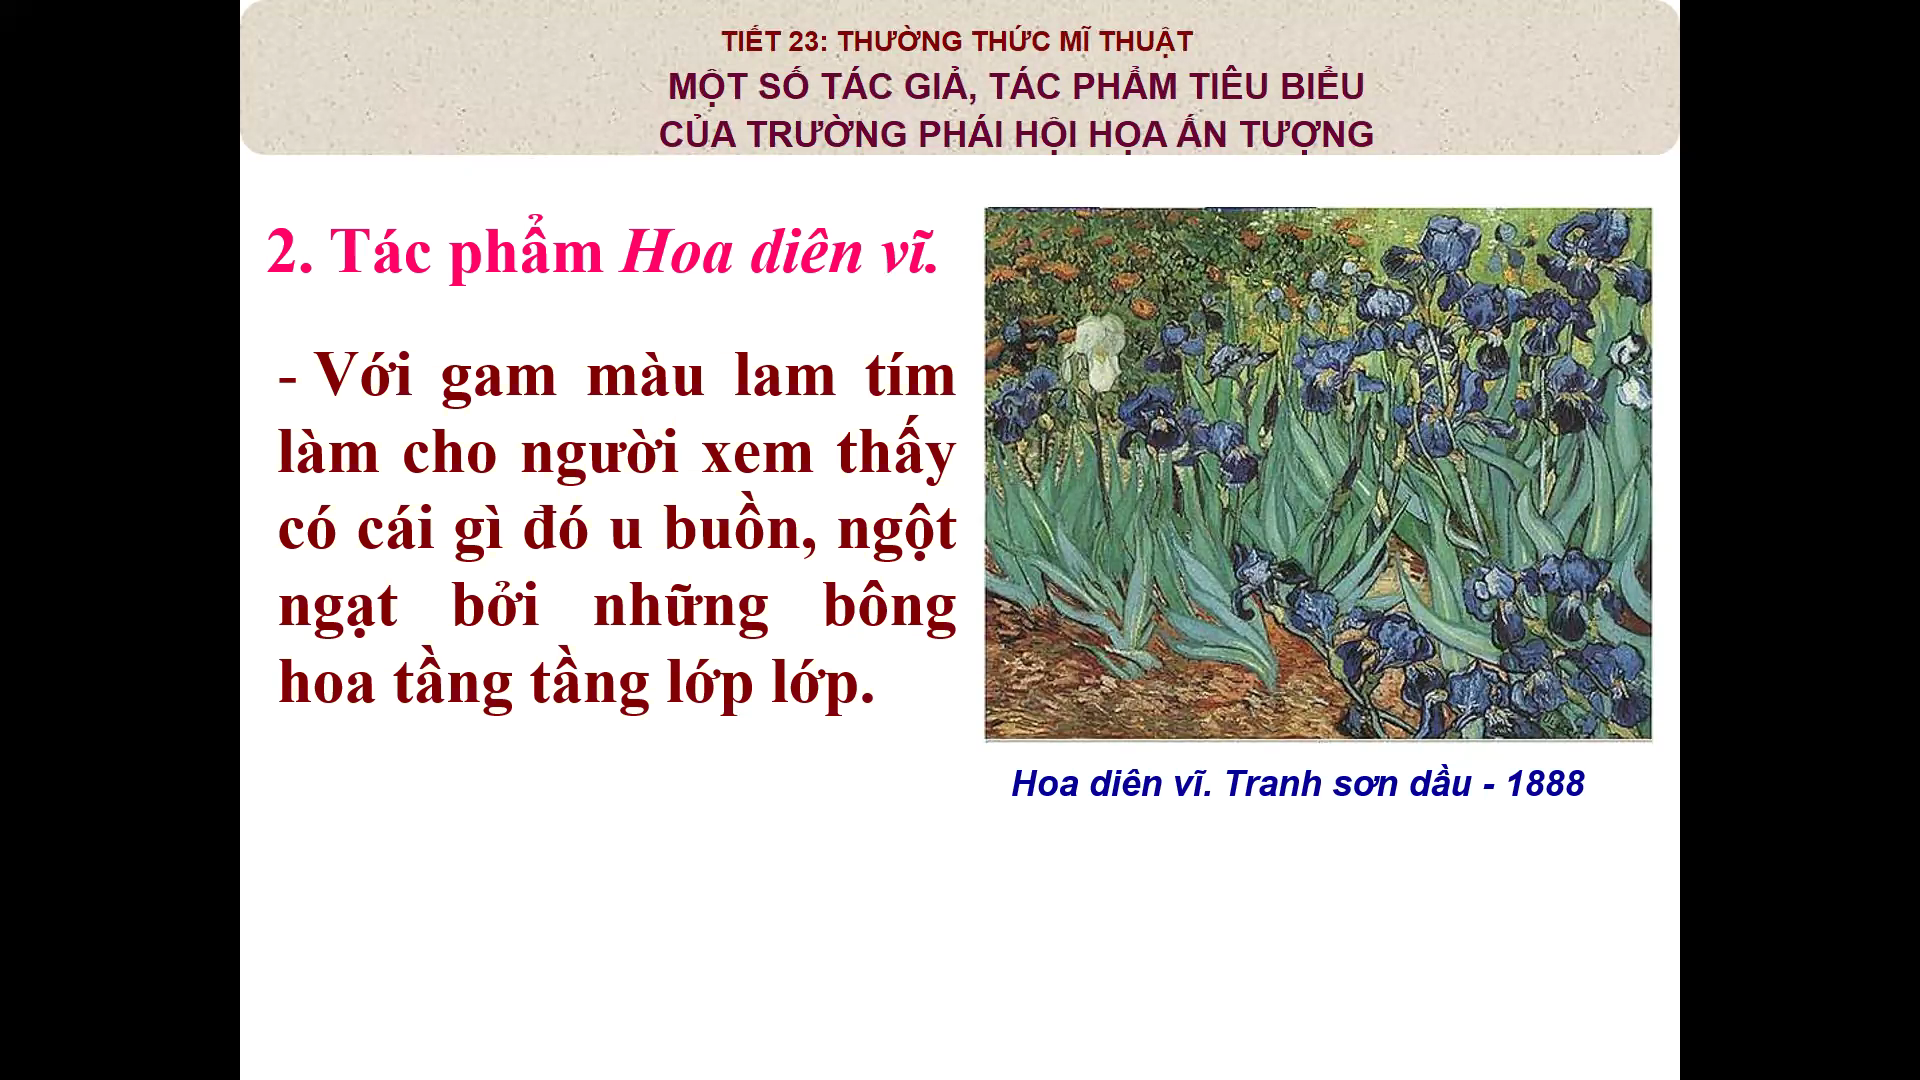 TIẾT 23: THƯỜNG THỨC MĨ THUẬT
MỘT SỐ TÁC GIẢ, TÁC PHẨM TIÊU BIỂU
CỦA TRƯỜNG PHÁI HỘI HỌA ẤN TƯỢNG
2. Tác phẩm Hoa diên vĩ.
- Với gam màu lam tím
làm cho người xem thấy
có cái gì đó u buồn, ngột
ngạt bởi những bông
hoa tầng tầng lớp lớp.
Hoa diên vĩ. Tranh sơn dầu - 1888